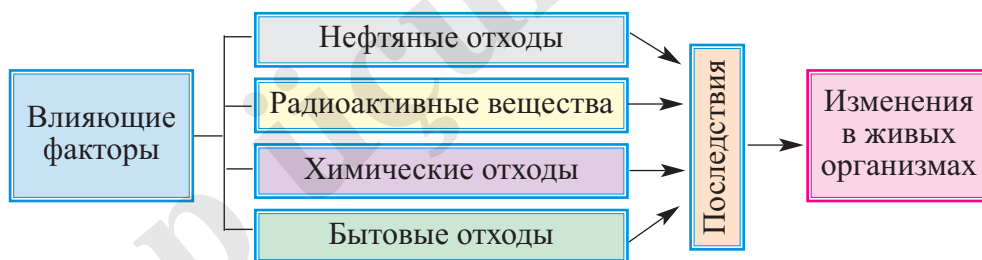 Влияющие
факторы
Нефтяные отходы
Радиоактивные вещества
Химические отходы
Бытовые отходы
Последствия
Изменения
в живых
организмах